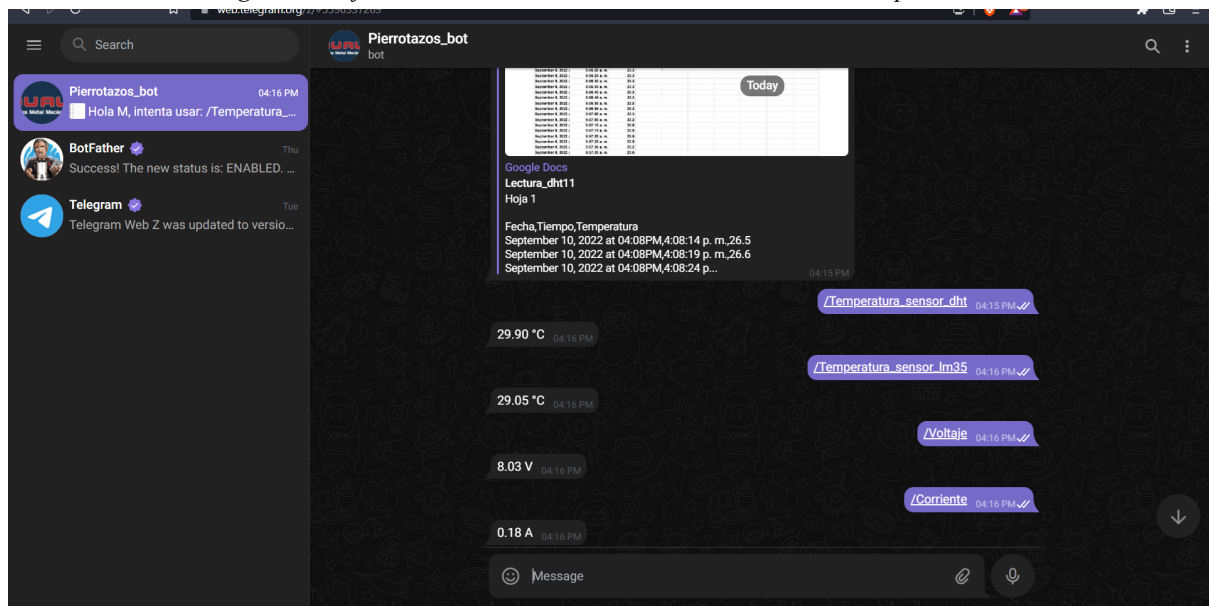 web.telegram.org/z/#5590537269
Search
Pierrotazos_bot
bot
Pierrotazos_bot 04:16 PM
Hola M, intenta usar: /Temperatura_...
BotFather Thu
Success! The new status is: ENABLED. ...
Telegram Tue
Telegram Web Z was updated to versio...
Today
Google Docs
Lectura_dht11
Hoja 1
Fecha,Tiempo,Temperatura
September 10, 2022 at 04:08PM,4:08:14 p. m.,26.5
September 10, 2022 at 04:08PM,4:08:19 p. m.,26.6
September 10, 2022 at 04:08PM,4:08:24 p...
04:15 PM
/Temperatura_sensor_dht 04:15 PM
29.90 °C 04:16 PM
/Temperatura_sensor_lm35 04:16 PM
29.05 °C 04:16 PM
/Voltaje 04:16 PM
8.03 V 04:16 PM
/Corriente 04:16 PM
0.18 A 04:16 PM
Message